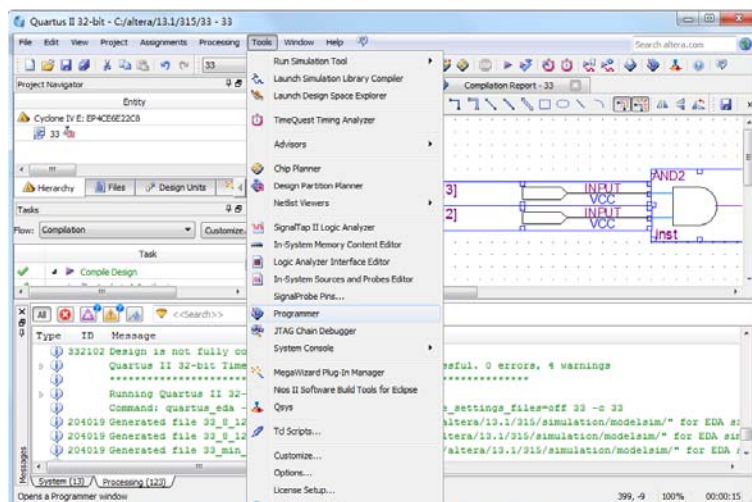 Quartus II 32-bit - C:/altera/13.1/315/33 - 33
File Edit View Project Assignments Processing Tools Window Help
Search altera.com
33
Project Navigator
Entity
Cyclone IV E: EP4CE6E22C8
33
Hierarchy Files Design Units
Tasks
Flow: Compilation Customize...
Task
Compile Design
Run Simulation Tool
Launch Simulation Library Compiler
Launch Design Space Explorer
TimeQuest Timing Analyzer
Advisors
Chip Planner
Design Partition Planner
Netlist Viewers
SignalTap II Logic Analyzer
In-System Memory Content Editor
Logic Analyzer Interface Editor
In-System Sources and Probes Editor
SignalProbe Pins...
Programmer
JTAG Chain Debugger
System Console
MegaWizard Plug-In Manager
Nios II Software Build Tools for Eclipse
Qsys
Tcl Scripts...
Customize...
Options...
License Setup...
Compilation Report - 33
3] INPUT VCC
2] INPUT VCC
AND2
inst
All <<Search>>
Type ID Message
332102 Design is not fully co
Quartus II 32-bit Time ssful. 0 errors, 4 warnings
Running Quartus II 32-
Command: quartus_eda - e_settings_files=off 33 -c 33
204019 Generated file 33_8_12 altera/13.1/315/simulation/modelsim/" for EDA si
204019 Generated file 33_8_12 altera/13.1/315/simulation/modelsim/" for EDA si
204019 Generated file 33_min_ altera/13.1/315/simulation/modelsim/" for EDA si
Messages
System (13) Processing (123)
Opens a Programmer window
399, -9 100% 00:00:15